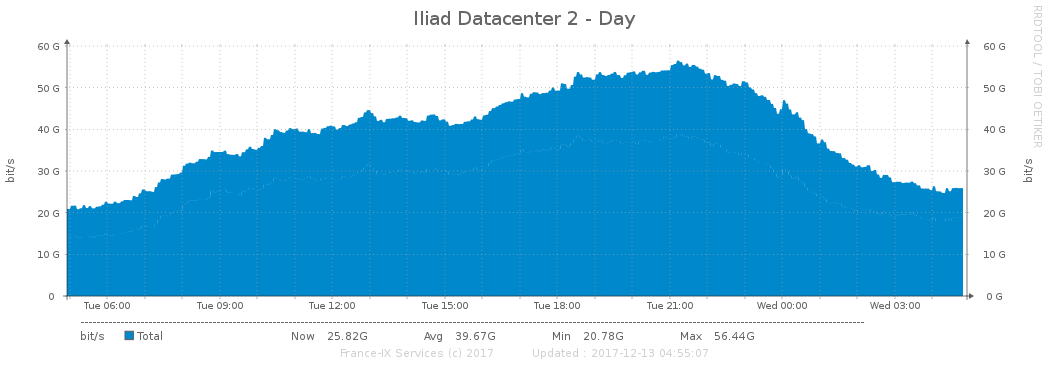 Iliad Datacenter 2 - Day
RRDTOOL / TOBI OETIKER
60 G 60 G
50 G 50 G
40 G 40 G
30 G 30 G
20 G 20 G
10 G 10 G
0 0 G
bit/s bit/s
Tue 06:00 Tue 09:00 Tue 12:00 Tue 15:00 Tue 18:00 Tue 21:00 Wed 00:00 Wed 03:00
bit/s Total Now 25.82G Avg 39.67G Min 20.78G Max 56.44G
France-IX Services (c) 2017 Updated : 2017-12-13 04:55:07